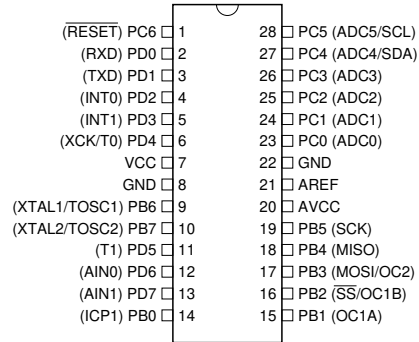 (RESET) PC6 1 28 PC5 (ADC5/SCL)
(RXD) PD0 2 27 PC4 (ADC4/SDA)
(TXD) PD1 3 26 PC3 (ADC3)
(INT0) PD2 4 25 PC2 (ADC2)
(INT1) PD3 5 24 PC1 (ADC1)
(XCK/T0) PD4 6 23 PC0 (ADC0)
VCC 7 22 GND
GND 8 21 AREF
(XTAL1/TOSC1) PB6 9 20 AVCC
(XTAL2/TOSC2) PB7 10 19 PB5 (SCK)
(T1) PD5 11 18 PB4 (MISO)
(AIN0) PD6 12 17 PB3 (MOSI/OC2)
(AIN1) PD7 13 16 PB2 (SS/OC1B)
(ICP1) PB0 14 15 PB1 (OC1A)